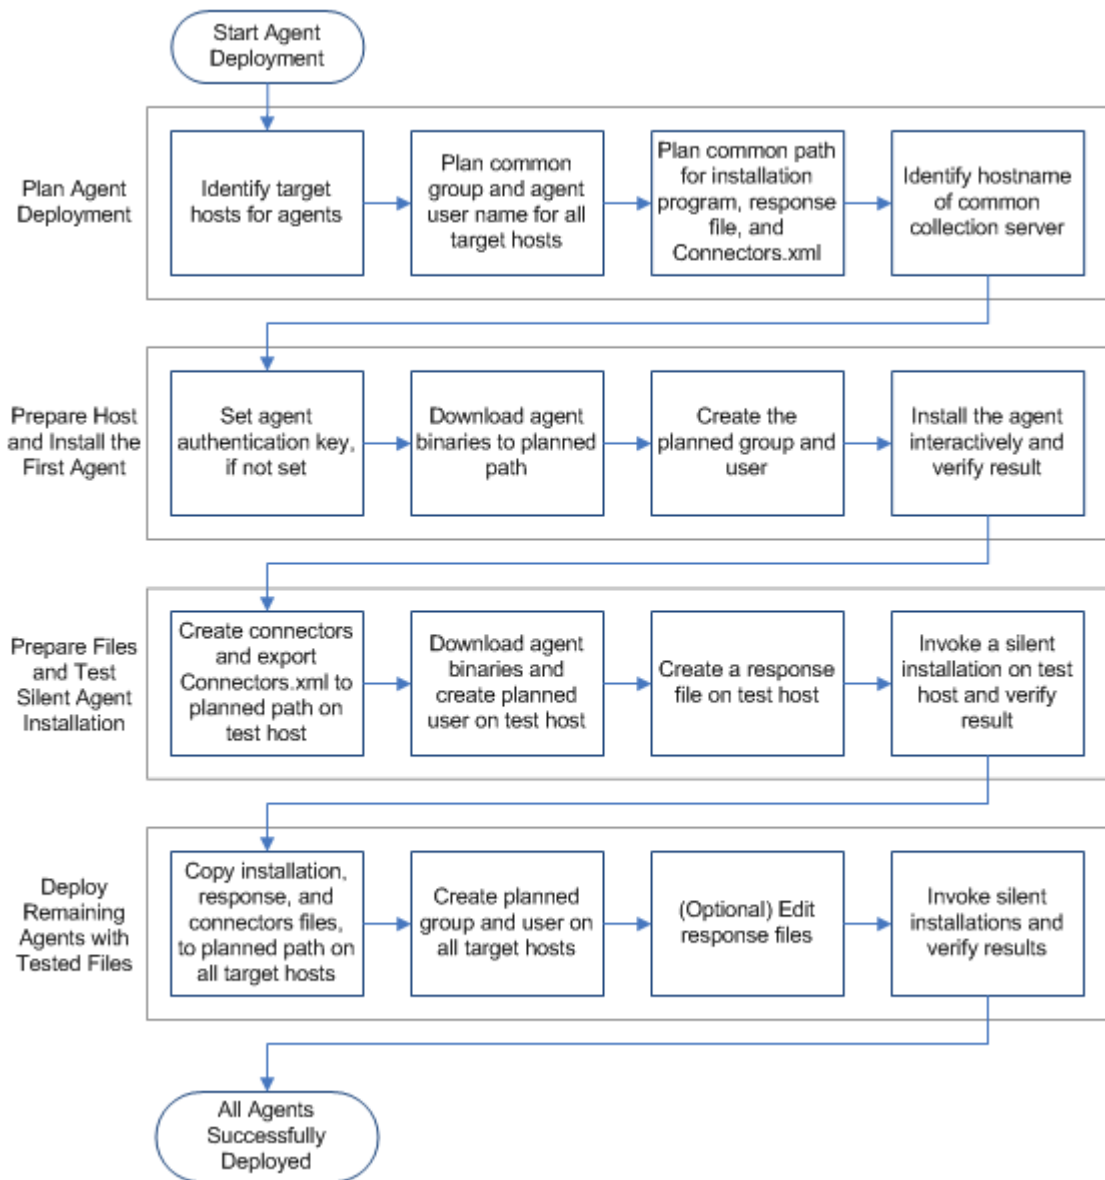 Start Agent
Deployment
Plan Agent
Deployment
Identify target
hosts for agents
Plan common
group and agent
user name for all
target hosts
Plan common path
for installation
program, response
file, and
Connectors.xml
Identify hostname
of common
collection server
Prepare Host
and Install the
First Agent
Set agent
authentication key,
if not set
Download agent
binaries to planned
path
Create the
planned group and
user
Install the agent
interactively and
verify result
Prepare Files
and Test
Silent Agent
Installation
Create connectors
and export
Connectors.xml to
planned path on
test host
Download agent
binaries and
create planned
user on test host
Create a response
file on test host
Invoke a silent
installation on test
host and verify
result
Deploy
Remaining
Agents with
Tested Files
Copy installation,
response, and
connectors files,
to planned path on
all target hosts
Create planned
group and user on
all target hosts
(Optional) Edit
response files
Invoke silent
installations and
verify results
All Agents
Successfully
Deployed